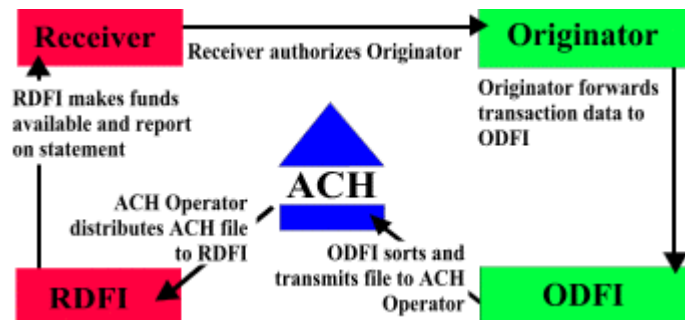 Receiver
Receiver authorizes Originator
Originator
Originator forwards
transaction data to
ODFI
RDFI makes funds
available and report
on statement
ACH
ACH Operator
distributes ACH file
to RDFI
ODFI sorts and
transmits file to ACH
Operator
RDFI
ODFI